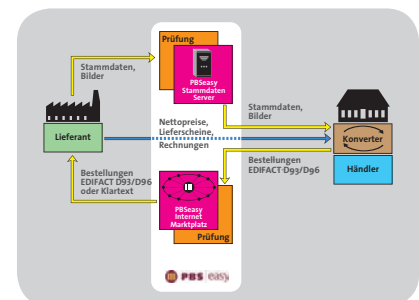 Prüfung
PBSeasy
Stammdaten
Server
Stammdaten,
Bilder
Stammdaten,
Bilder
Lieferant
Nettopreise,
Lieferscheine,
Rechnungen
Konverter
Händler
Bestellungen
EDIFACT D93/D96
oder Klartext
Bestellungen
EDIFACT-D93/D96
PBSeasy
Internet
Marktplatz
Prüfung
PBS easy